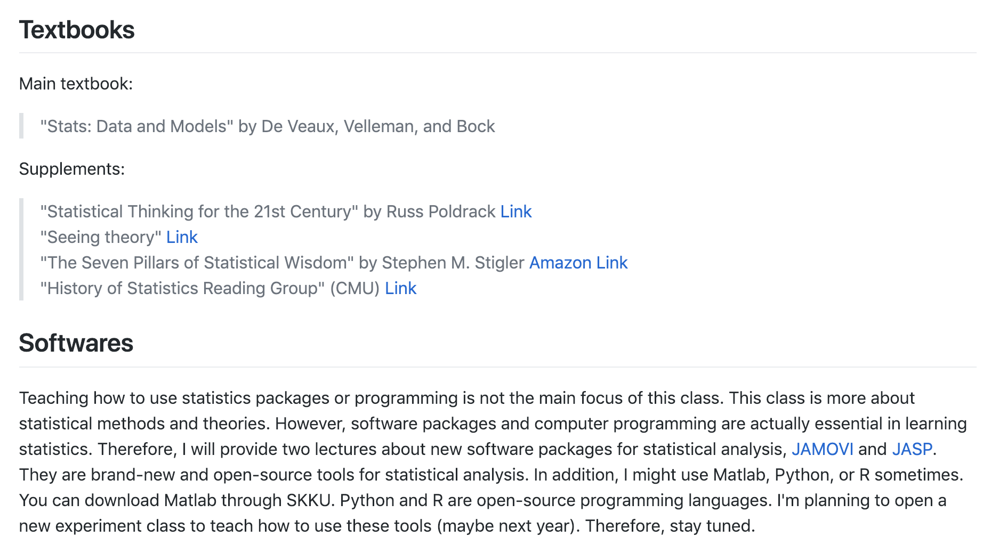 Textbooks
Main textbook:
"Stats: Data and Models" by De Veaux, Velleman, and Bock
Supplements:
"Statistical Thinking for the 21st Century" by Russ Poldrack Link
"Seeing theory" Link
"The Seven Pillars of Statistical Wisdom" by Stephen M. Stigler Amazon Link
"History of Statistics Reading Group" (CMU) Link
Softwares
Teaching how to use statistics packages or programming is not the main focus of this class. This class is more about
statistical methods and theories. However, software packages and computer programming are actually essential in learning
statistics. Therefore, I will provide two lectures about new software packages for statistical analysis, JAMOVI and JASP.
They are brand-new and open-source tools for statistical analysis. In addition, I might use Matlab, Python, or R sometimes.
You can download Matlab through SKKU. Python and R are open-source programming languages. I'm planning to open a
new experiment class to teach how to use these tools (maybe next year). Therefore, stay tuned.